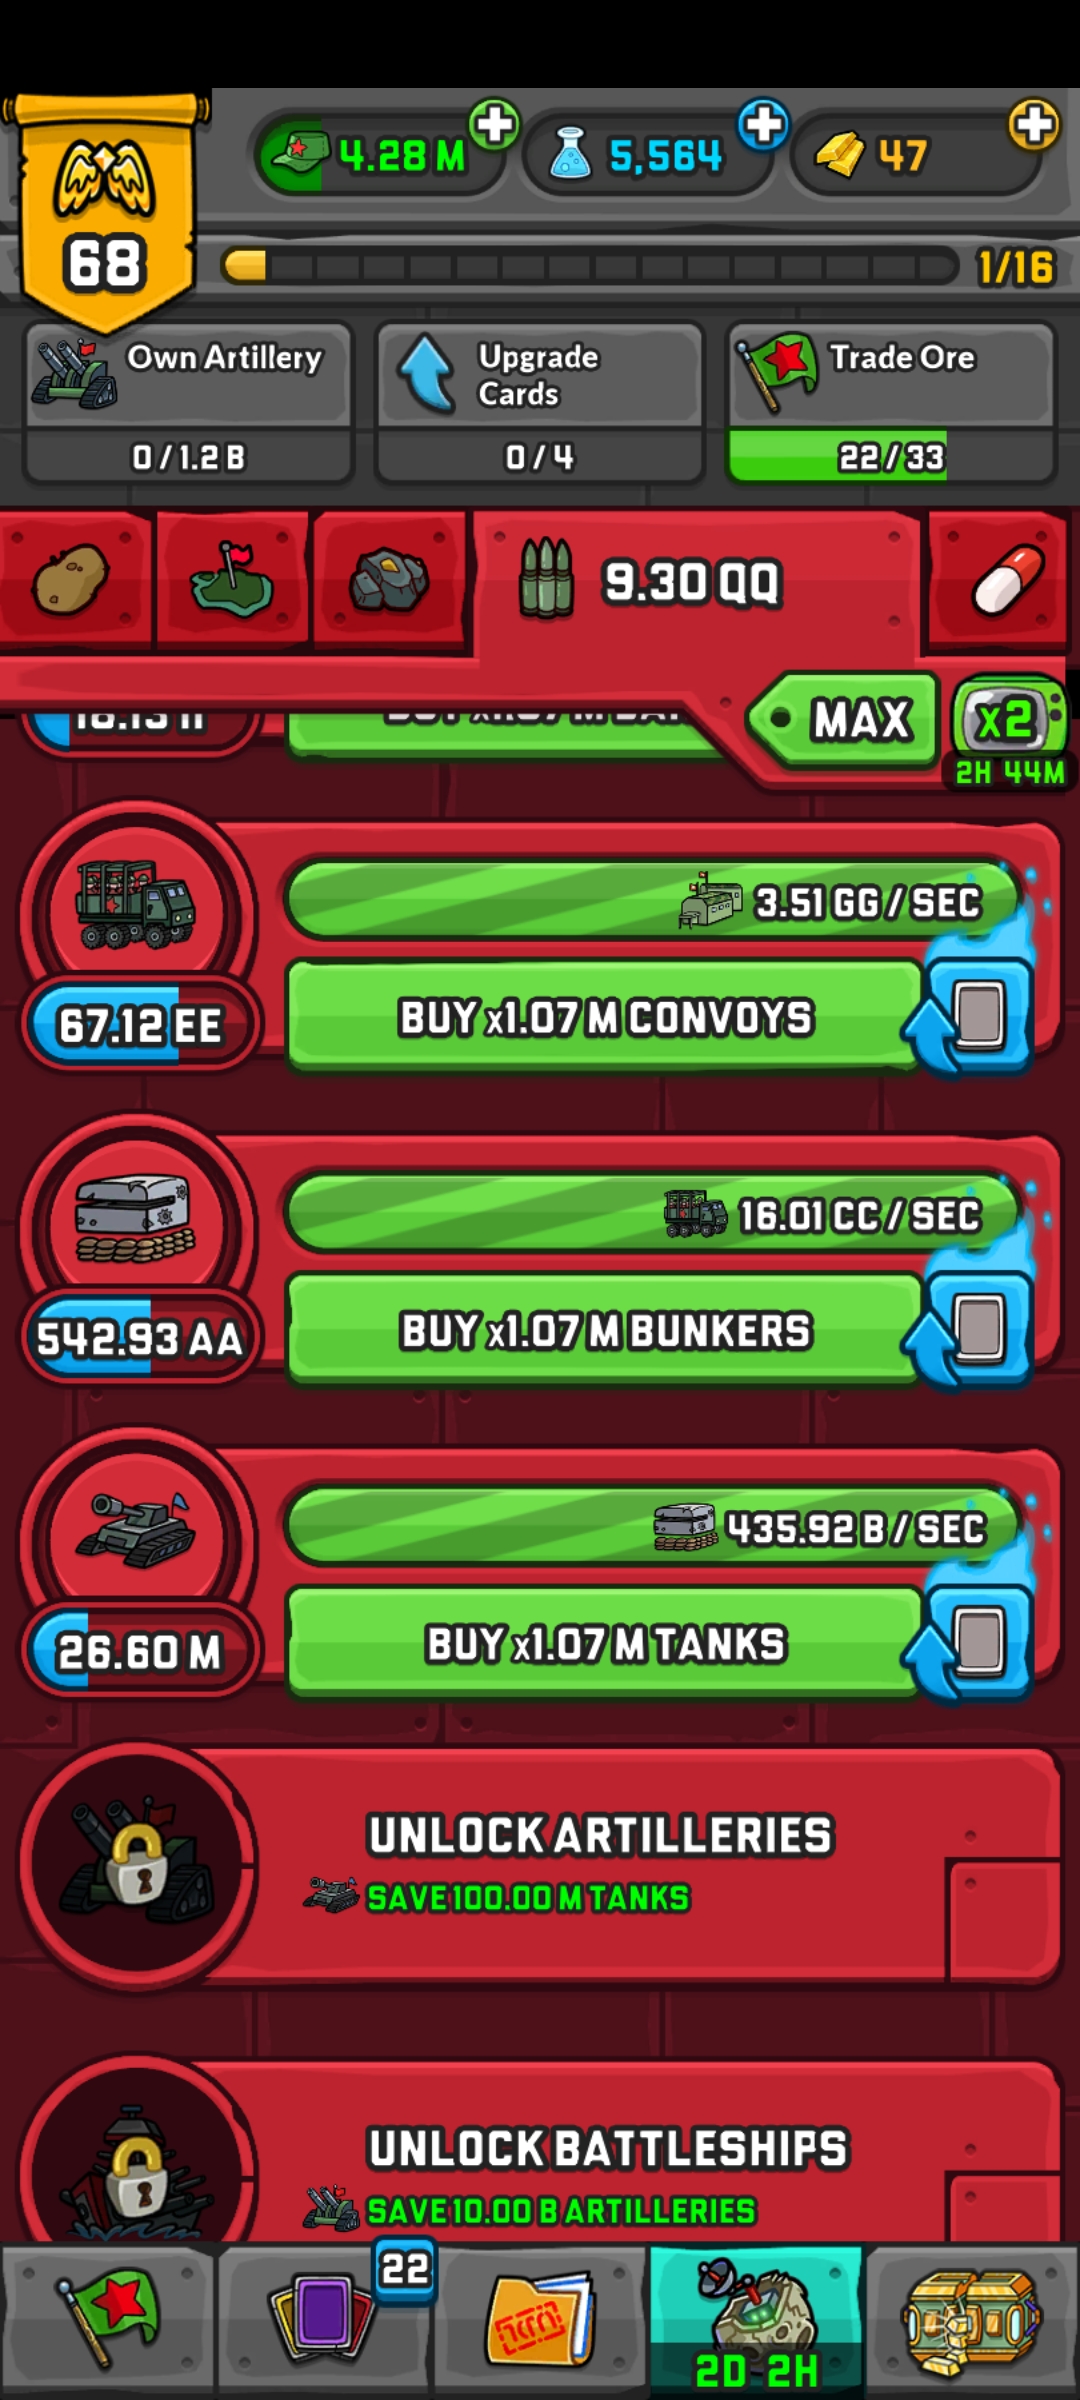 4.28 M
5,564
47
68
1/16
Own Artillery
0 / 1.2 B
Upgrade
Cards
0 / 4
Trade Ore
22 / 33
9.30 QQ
MAX
x2
2H 44M
3.51 GG / SEC
67.12 EE
BUY x1.07 M CONVOYS
16.01 CC / SEC
542.93 AA
BUY x1.07 M BUNKERS
435.92 B / SEC
26.60 M
BUY x1.07 M TANKS
UNLOCK ARTILLERIES
SAVE 100.00 M TANKS
UNLOCK BATTLESHIPS
SAVE 10.00 B ARTILLERIES
22
2D 2H